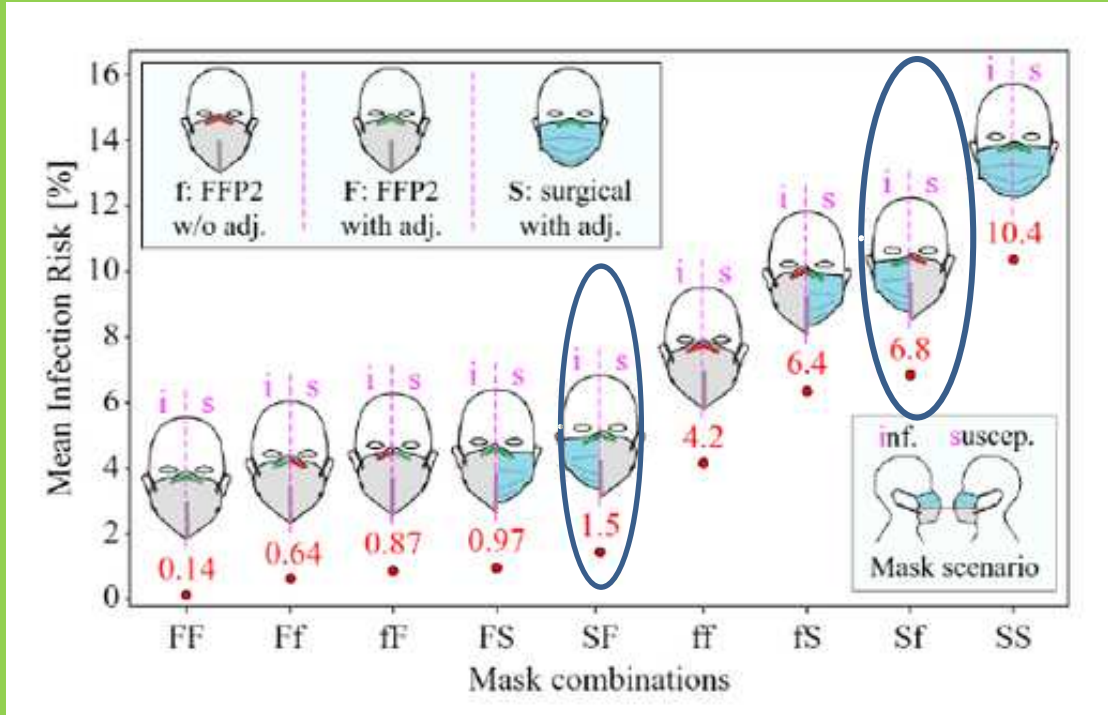 Mean Infection Risk [%]
16
14
12
10
8
6
4
2
0
f: FFP2
w/o adj.
F: FFP2
with adj.
S: surgical
with adj.
i s
0.14
i s
0.64
i s
0.87
i s
0.97
i s
1.5
i s
4.2
i s
6.4
i s
6.8
i s
10.4
inf. suscep.
Mask scenario
FF Ff fF FS SF ff fS Sf SS
Mask combinations